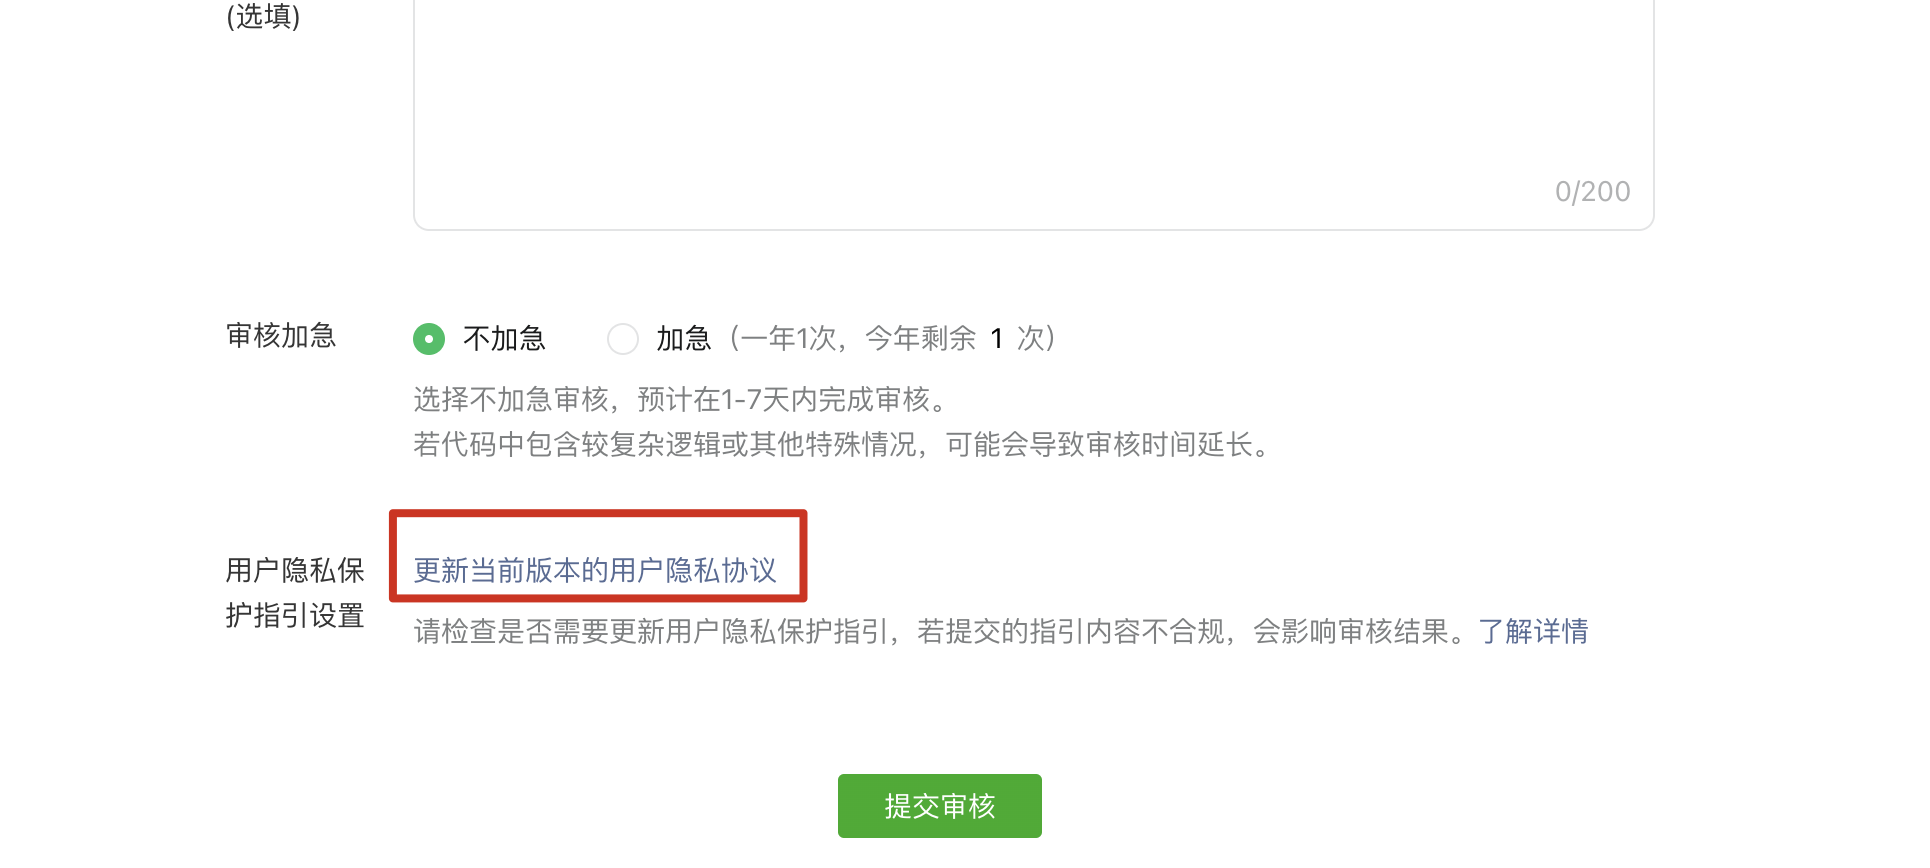 (选填)
0/200
审核加急 不加急 加急（一年1次，今年剩余 1 次）
选择不加急审核，预计在1-7天内完成审核。
若代码中包含较复杂逻辑或其他特殊情况，可能会导致审核时间延长。
用户隐私保
护指引设置
更新当前版本的用户隐私协议
请检查是否需要更新用户隐私保护指引，若提交的指引内容不合规，会影响审核结果。了解详情
提交审核